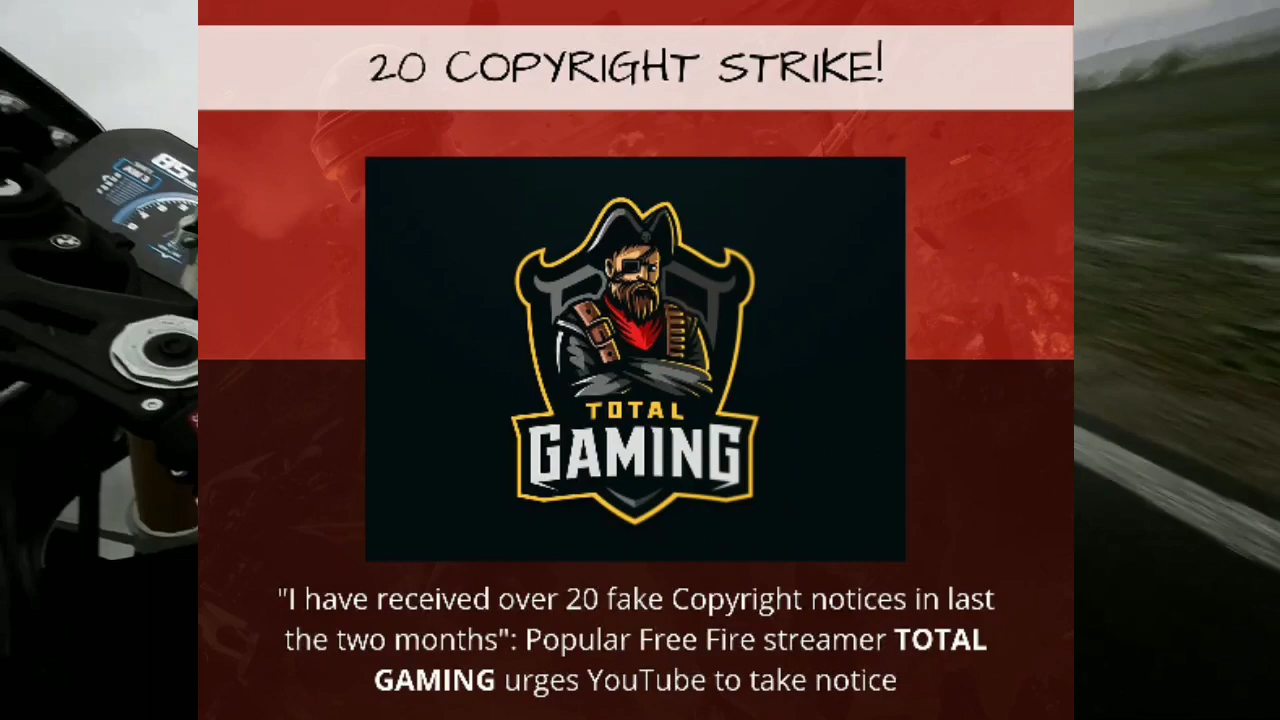 20 COPYRIGHT STRIKE!
85
TOTAL
GAMING
"I have received over 20 fake Copyright notices in last
the two months": Popular Free Fire streamer TOTAL
GAMING urges YouTube to take notice